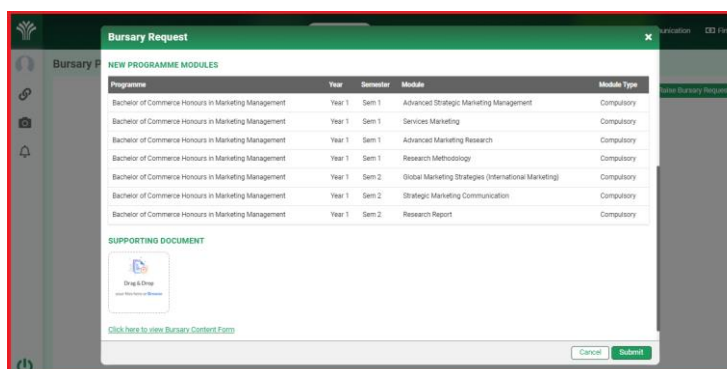 Bursary Request ×
unication Fi
Bursary P
NEW PROGRAMME MODULES
Raise Bursary Reques
Programme Year Semester Module Module Type
Bachelor of Commerce Honours in Marketing Management Year 1 Sem 1 Advanced Strategic Marketing Management Compulsory
Bachelor of Commerce Honours in Marketing Management Year 1 Sem 1 Services Marketing Compulsory
Bachelor of Commerce Honours in Marketing Management Year 1 Sem 1 Advanced Marketing Research Compulsory
Bachelor of Commerce Honours in Marketing Management Year 1 Sem 1 Research Methodology Compulsory
Bachelor of Commerce Honours in Marketing Management Year 1 Sem 2 Global Marketing Strategies (International Marketing) Compulsory
Bachelor of Commerce Honours in Marketing Management Year 1 Sem 2 Strategic Marketing Communication Compulsory
Bachelor of Commerce Honours in Marketing Management Year 1 Sem 2 Research Report Compulsory
SUPPORTING DOCUMENT
Drag & Drop
your files here or Browse
Click here to view Bursary Content Form
Cancel Submit